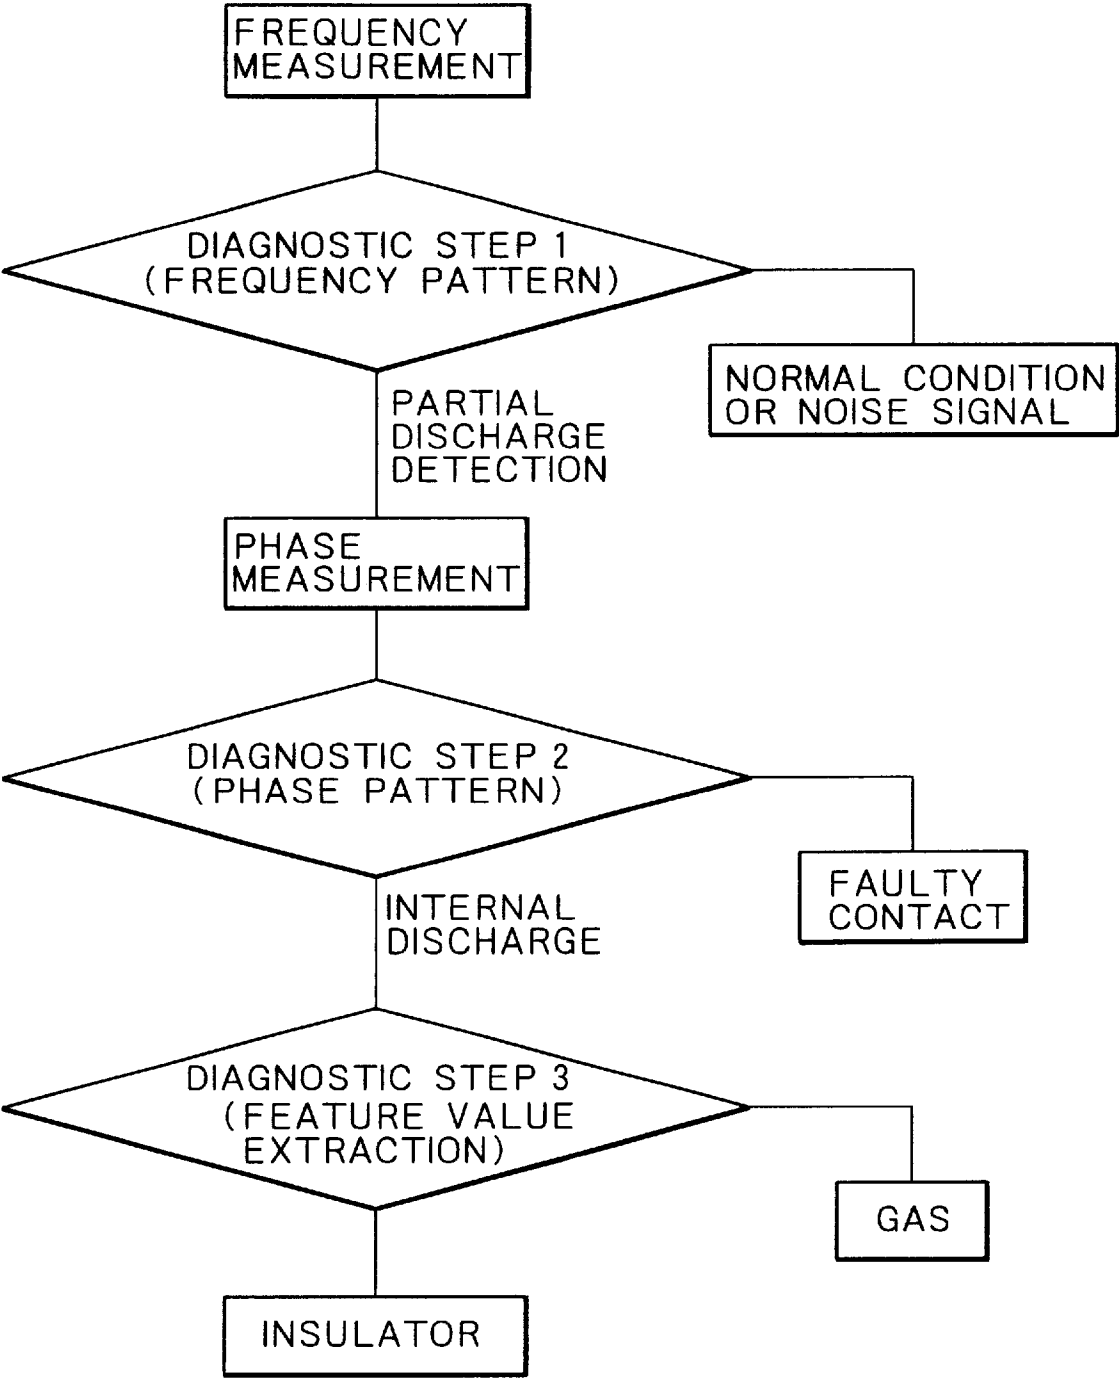 FREQUENCY
MEASUREMENT
DIAGNOSTIC STEP 1
(FREQUENCY PATTERN)
NORMAL CONDITION
OR NOISE SIGNAL
PARTIAL
DISCHARGE
DETECTION
PHASE
MEASUREMENT
DIAGNOSTIC STEP 2
(PHASE PATTERN)
FAULTY
CONTACT
INTERNAL
DISCHARGE
DIAGNOSTIC STEP 3
(FEATURE VALUE
EXTRACTION)
GAS
INSULATOR